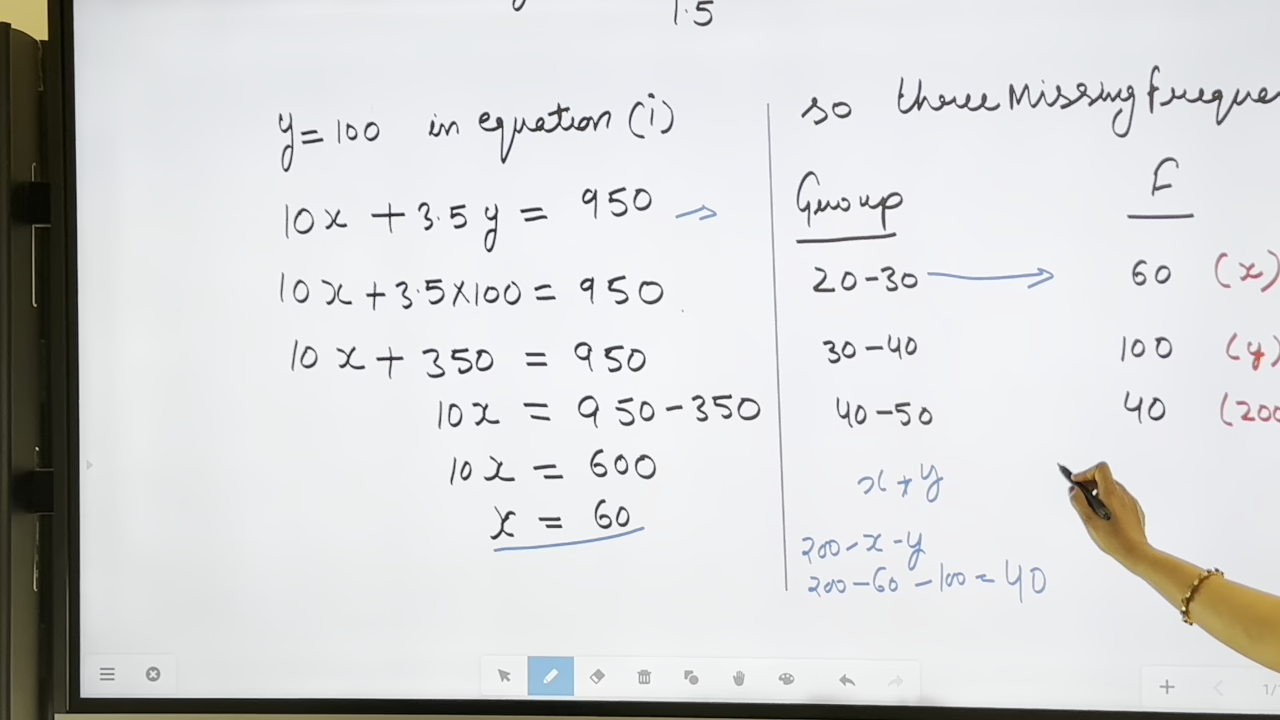 1.5
y=100 in equation (i)
10x + 3.5y = 950
10x + 3.5×100 = 950
10x + 350 = 950
10x = 950-350
10x = 600
x = 60
so three Missing Freque
Group F
20-30 60 (x)
30-40 100 (y)
40-50 40 (200
x + y
200-x-y
200-60-100=40
1/